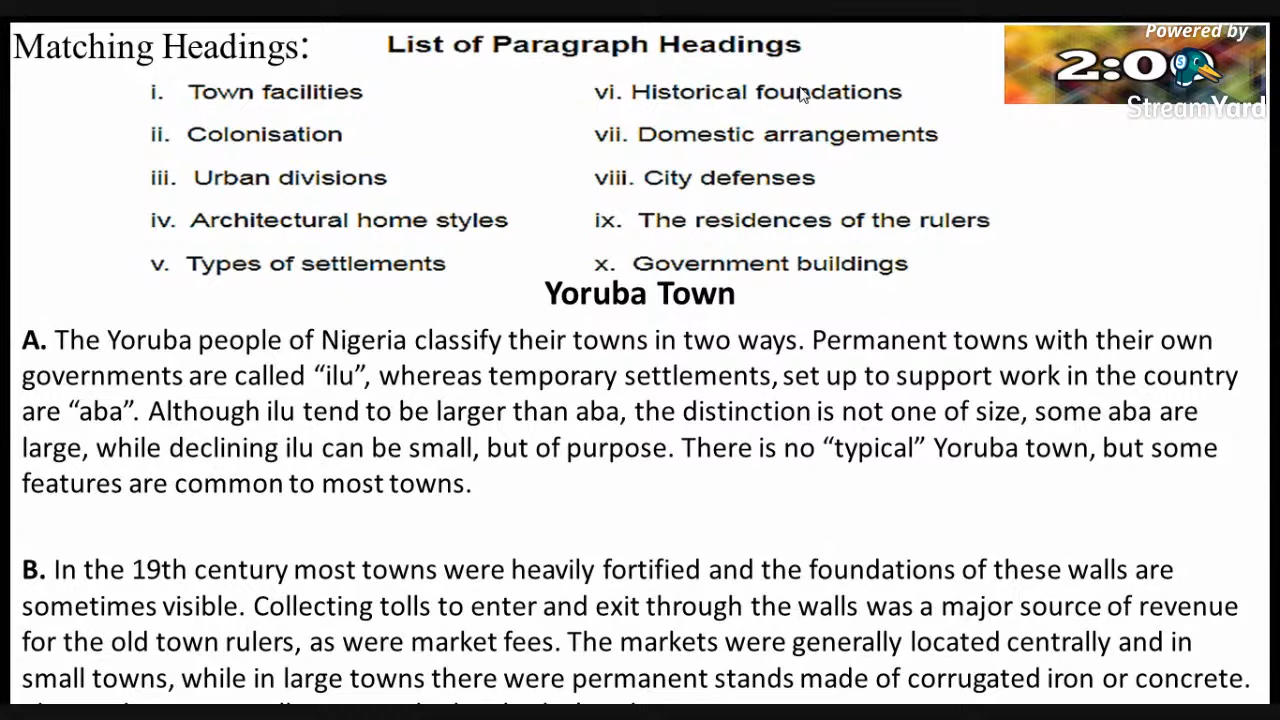 Matching Headings:
List of Paragraph Headings
i. Town facilities
ii. Colonisation
iii. Urban divisions
iv. Architectural home styles
v. Types of settlements
vi. Historical foundations
vii. Domestic arrangements
viii. City defenses
ix. The residences of the rulers
x. Government buildings
Powered by
2:0
StreamYard
Yoruba Town
A. The Yoruba people of Nigeria classify their towns in two ways. Permanent towns with their own
governments are called “ilu”, whereas temporary settlements, set up to support work in the country
are “aba”. Although ilu tend to be larger than aba, the distinction is not one of size, some aba are
large, while declining ilu can be small, but of purpose. There is no “typical” Yoruba town, but some
features are common to most towns.
B. In the 19th century most towns were heavily fortified and the foundations of these walls are
sometimes visible. Collecting tolls to enter and exit through the walls was a major source of revenue
for the old town rulers, as were market fees. The markets were generally located centrally and in
small towns, while in large towns there were permanent stands made of corrugated iron or concrete.